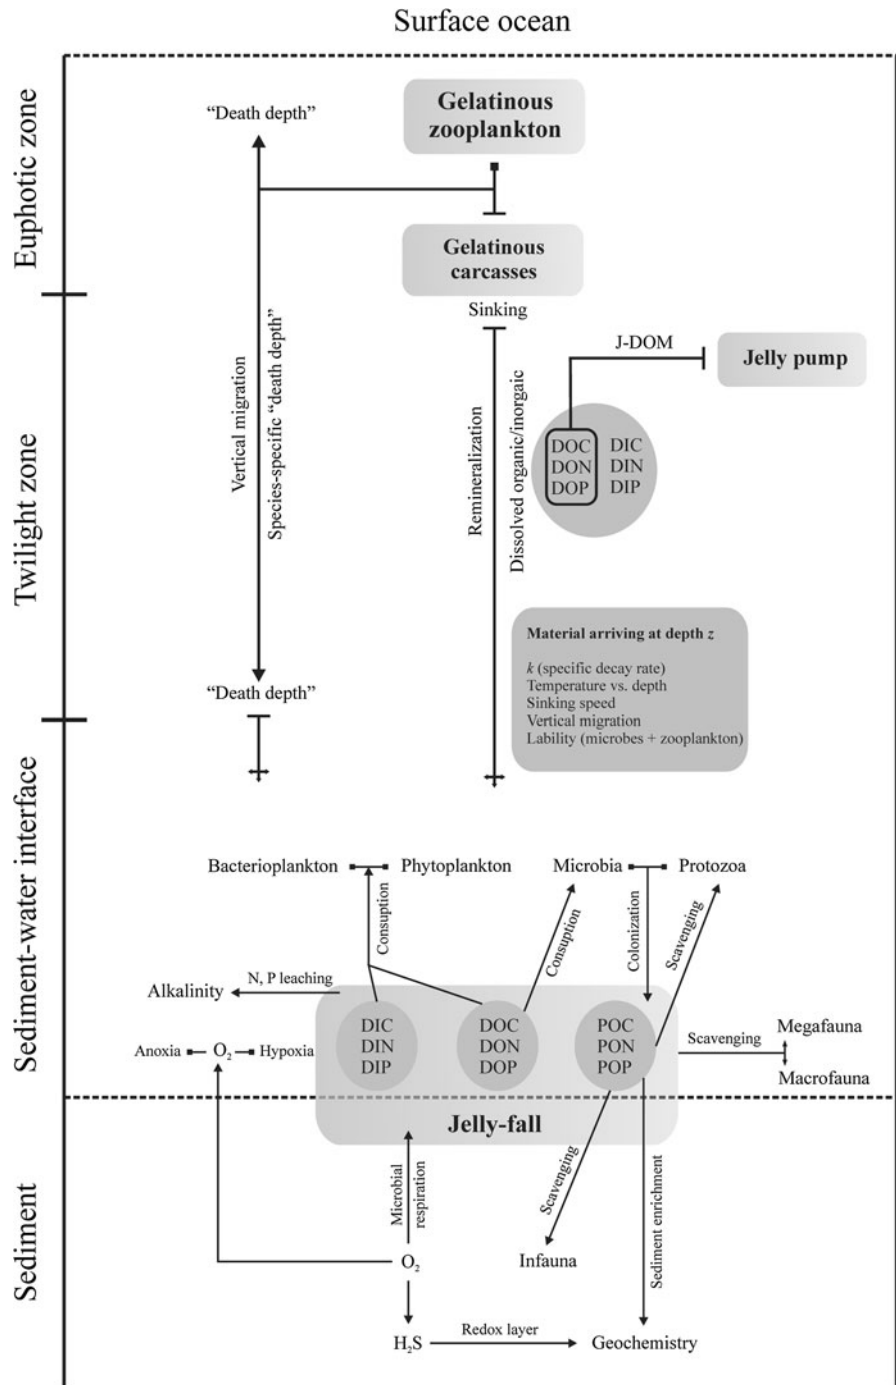 Surface ocean
Euphotic zone
"Death depth"
Gelatinous
zooplankton
Gelatinous
carcasses
Sinking
Twilight zone
Vertical migration
Species-specific "death depth"
Remineralization
Dissolved organic/inorgaic
J-DOM
Jelly pump
DOC
DON
DOP
DIC
DIN
DIP
Material arriving at depth z
k (specific decay rate)
Temperature vs. depth
Sinking speed
Vertical migration
Lability (microbes + zooplankton)
"Death depth"
Sediment-water interface
Bacterioplankton
Phytoplankton
Microbia
Protozoa
Consuption
Consuption
Colonization
Scavenging
Alkalinity
N, P leaching
DIC
DIN
DIP
DOC
DON
DOP
POC
PON
POP
Scavenging
Megafauna
Macrofauna
Anoxia
O₂
Hypoxia
Jelly-fall
Sediment
Microbial
respiration
Scavenging
Sediment enrichment
O₂
Infauna
H₂S
Redox layer
Geochemistry